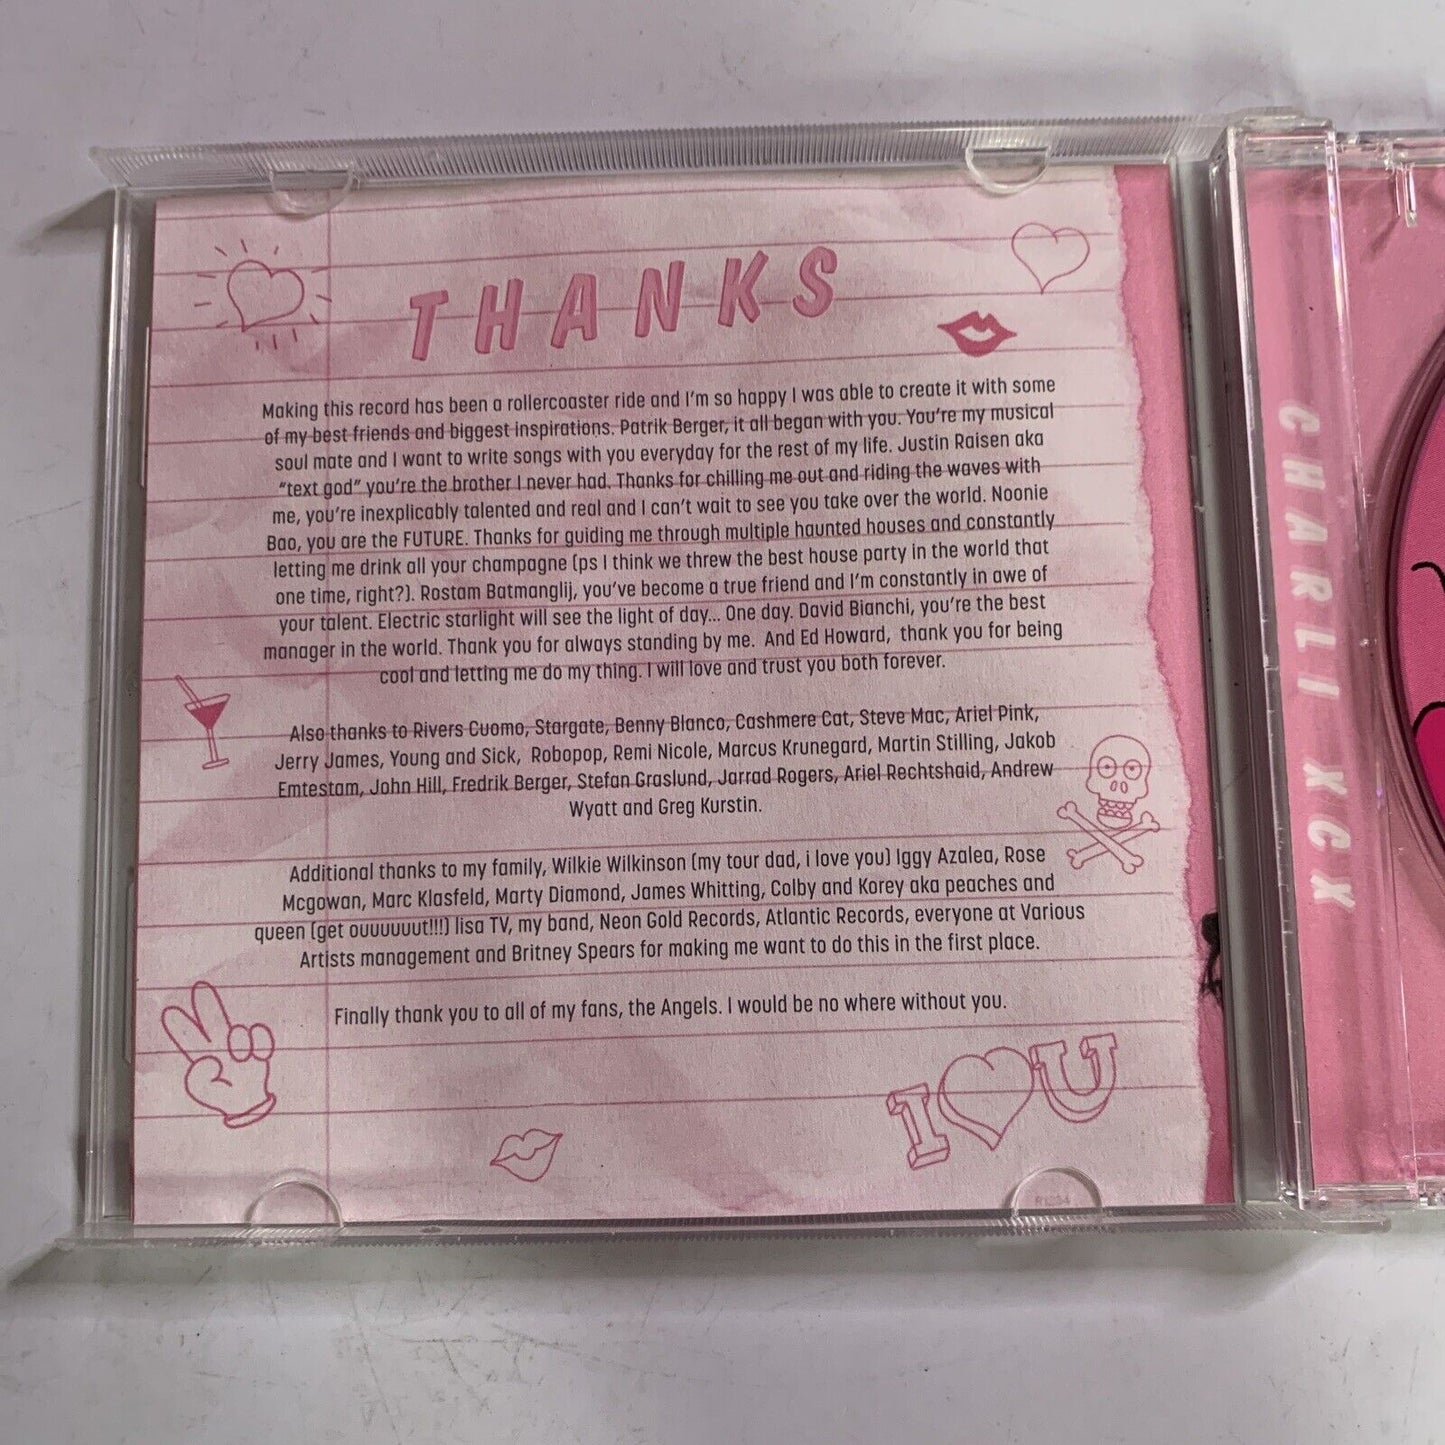 THANKS
Making this record has been a rollercoaster ride and I'm so happy I was able to create it with some
of my best friends and biggest inspirations. Patrik Berger, it all began with you. You're my musical
soul mate and I want to write songs with you everyday for the rest of my life. Justin Raisen aka
"text god" you're the brother I never had. Thanks for chilling me out and riding the waves with
me, you're inexplicably talented and real and I can't wait to see you take over the world. Noonie
Bao, you are the FUTURE. Thanks for guiding me through multiple haunted houses and constantly
letting me drink all your champagne (ps I think we threw the best house party in the world that
one time, right?). Rostam Batmanglij, you've become a true friend and I'm constantly in awe of
your talent. Electric starlight will see the light of day... One day. David Bianchi, you're the best
manager in the world. Thank you for always standing by me. And Ed Howard, thank you for being
cool and letting me do my thing. I will love and trust you both forever.
Also thanks to Rivers Cuomo, Stargate, Benny Blanco, Cashmere Cat, Steve Mac, Ariel Pink,
Jerry James, Young and Sick, Robopop, Remi Nicole, Marcus Krunegard, Martin Stilling, Jakob
Emtestam, John Hill, Fredrik Berger, Stefan Graslund, Jarrad Rogers, Ariel Rechtshaid, Andrew
Wyatt and Greg Kurstin.
Additional thanks to my family, Wilkie Wilkinson (my tour dad, i love you) Iggy Azalea, Rose
Mcgowan, Marc Klasfeld, Marty Diamond, James Whitting, Colby and Korey aka peaches and
queen (get ouuuuuut!!!) lisa TV, my band, Neon Gold Records, Atlantic Records, everyone at Various
Artists management and Britney Spears for making me want to do this in the first place.
Finally thank you to all of my fans, the Angels. I would be no where without you.
I U
CHARLI XCX